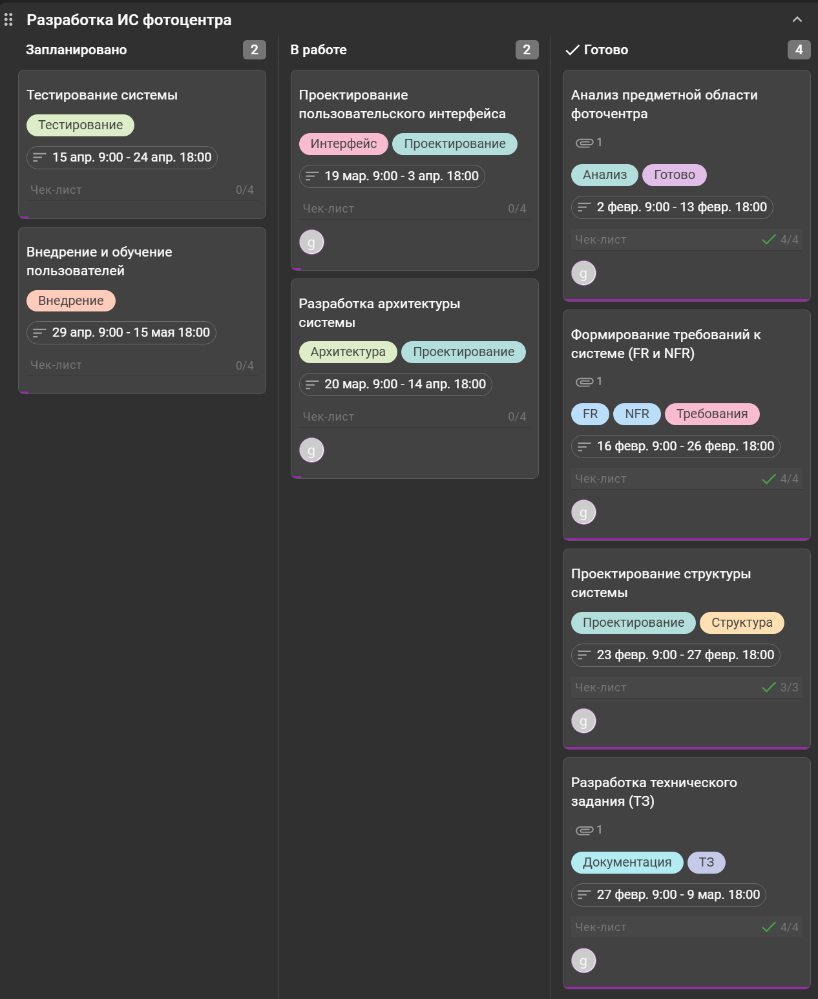 Разработка ИС фотоцентра
Запланировано 2
Тестирование системы
Тестирование
15 апр. 9:00 - 24 апр. 18:00
Чек-лист 0/4
Внедрение и обучение
пользователей
Внедрение
29 апр. 9:00 - 15 мая 18:00
Чек-лист 0/4
В работе 2
Проектирование
пользовательского интерфейса
Интерфейс Проектирование
19 мар. 9:00 - 3 апр. 18:00
Чек-лист 0/4
g
Разработка архитектуры
системы
Архитектура Проектирование
20 мар. 9:00 - 14 апр. 18:00
Чек-лист 0/4
g
Готово 4
Анализ предметной области
фоточентра
1
Анализ Готово
2 февр. 9:00 - 13 февр. 18:00
Чек-лист 4/4
g
Формирование требований к
системе (FR и NFR)
1
FR NFR Требования
16 февр. 9:00 - 26 февр. 18:00
Чек-лист 4/4
g
Проектирование структуры
системы
Проектирование Структура
23 февр. 9:00 - 27 февр. 18:00
Чек-лист 3/3
g
Разработка технического
задания (ТЗ)
1
Документация ТЗ
27 февр. 9:00 - 9 мар. 18:00
Чек-лист 4/4
g